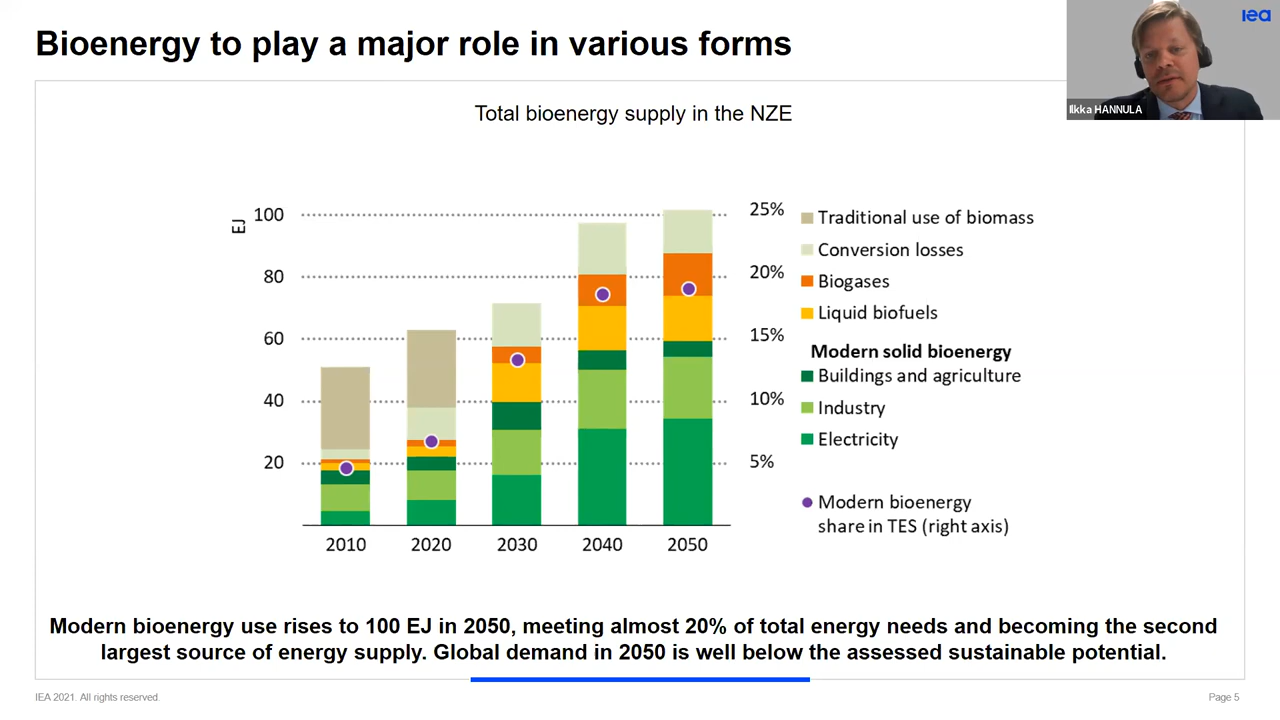 Bioenergy to play a major role in various forms
iea
Ilkka HANNULA
Total bioenergy supply in the NZE
EJ
100
80
60
40
20
25%
20%
15%
10%
5%
2010
2020
2030
2040
2050
Traditional use of biomass
Conversion losses
Biogases
Liquid biofuels
Modern solid bioenergy
Buildings and agriculture
Industry
Electricity
Modern bioenergy
share in TES (right axis)
Modern bioenergy use rises to 100 EJ in 2050, meeting almost 20% of total energy needs and becoming the second
largest source of energy supply. Global demand in 2050 is well below the assessed sustainable potential.
IEA 2021. All rights reserved.
Page 5